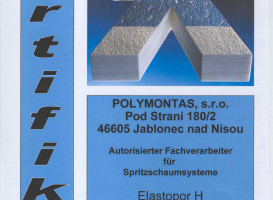 rtifik
POLYMONTAS, s.r.o.
Pod Strani 180/2
46605 Jablonec nad Nisou
Autorisierter Fachverarbeiter
für
Spritzschaumsysteme
Elastopor H